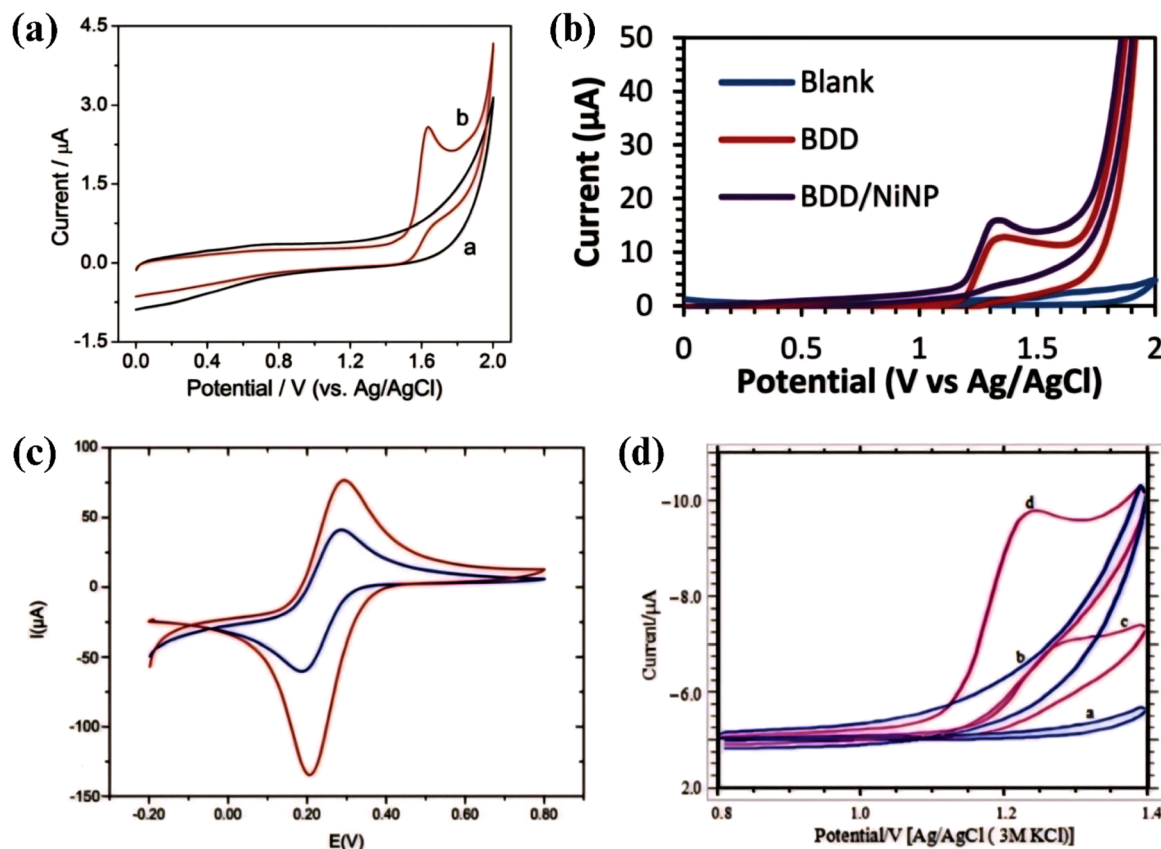 (a)
4.5
3.0
1.5
0.0
-1.5
Current / μA
b
a
0.0 0.4 0.8 1.2 1.6 2.0
Potential / V (vs. Ag/AgCl)
(b)
50
40
30
20
10
0
Current (μA)
Blank
BDD
BDD/NiNP
0 0.5 1 1.5 2
Potential (V vs Ag/AgCl)
(c)
100
75
50
25
0
-50
-100
-150
I(μA)
-0.20 0.00 0.20 0.40 0.60 0.80
E(V)
(d)
-10.0
-8.0
-6.0
2.0
Current/μA
d
c
b
a
0.8 1.0 1.2 1.4
Potential/V [Ag/AgCl ( 3M KCl)]